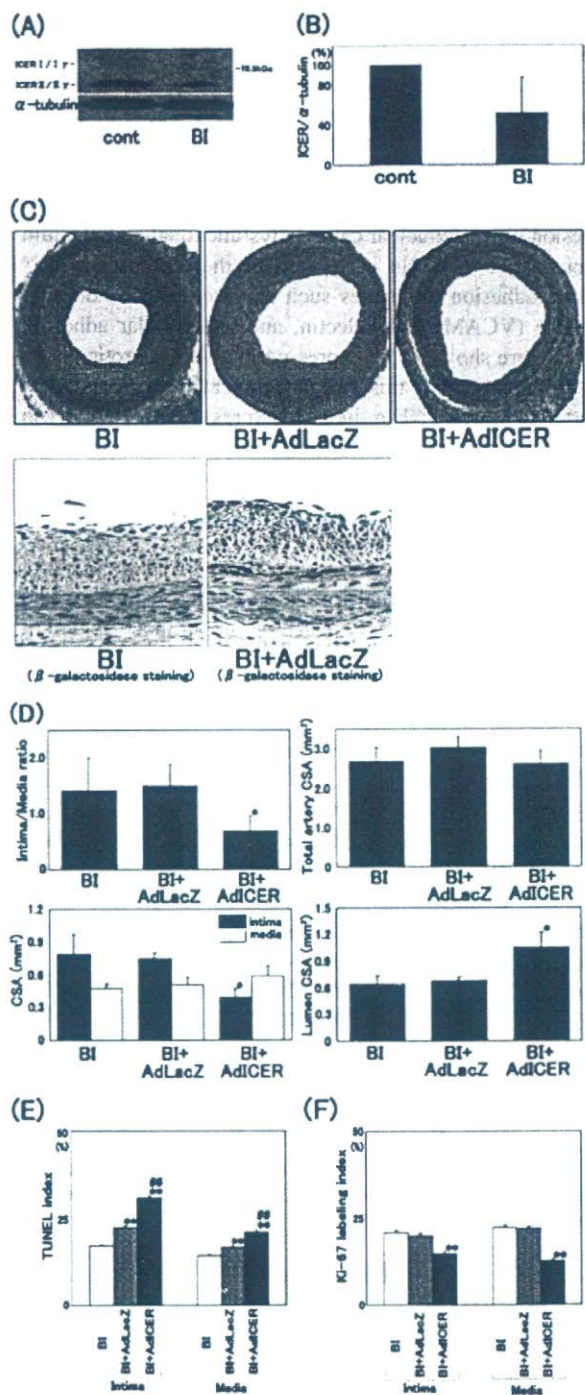 (A)
ICER I / I γ-
-19.9kDa
ICER II / II γ-
α-tubulin
cont BI
(B)
(%)
100
80
40
0
ICER/α-tubulin
cont BI
(C)
BI BI+AdLacZ BI+AdICER
BI BI+AdLacZ
(β-galactosidase staining) (β-galactosidase staining)
(D)
Intima/Media ratio
2.0
1.0
0
BI BI+AdLacZ BI+AdICER
Total artery CSA (mm²)
3.0
2.0
1.0
0
BI BI+AdLacZ BI+AdICER
CSA (mm²)
1.2
0.9
0.6
0.3
0
intima
media
BI BI+AdLacZ BI+AdICER
Lumen CSA (mm²)
1.5
1.2
0.9
0.6
0.3
0
BI BI+AdLacZ BI+AdICER
(E)
TUNEL index
50
(%)
25
0
BI BI+AdLacZ BI+AdICER BI BI+AdLacZ BI+AdICER
Intima Media
(F)
Ki-67 labeling index
50
(%)
25
0
BI BI+AdLacZ BI+AdICER BI BI+AdLacZ BI+AdICER
Intima Media